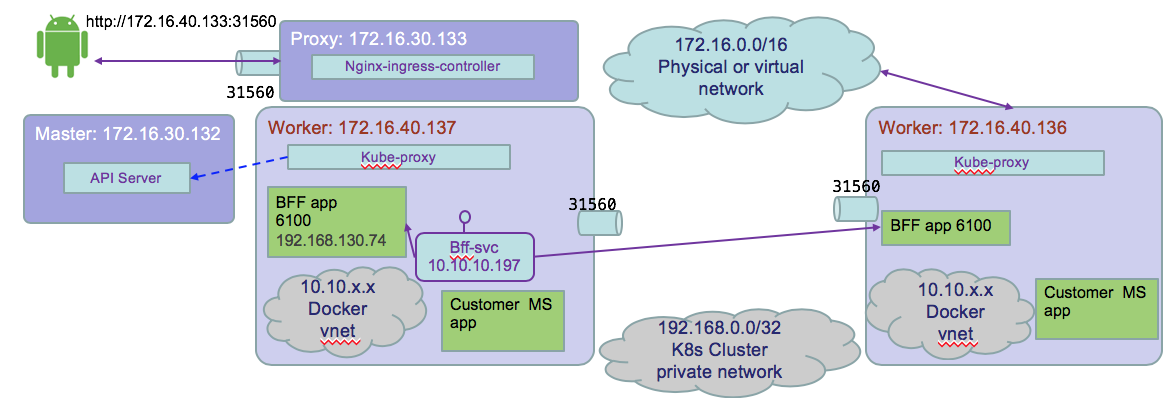 http://172.16.40.133:31560
Proxy: 172.16.30.133
Nginx-ingress-controller
31560
172.16.0.0/16
Physical or virtual
network
Master: 172.16.30.132
API Server
Worker: 172.16.40.137
Kube-proxy
BFF app
6100
192.168.130.74
Bff-svc
10.10.10.197
31560
10.10.x.x
Docker
vnet
Customer MS
app
192.168.0.0/32
K8s Cluster
private network
Worker: 172.16.40.136
Kube-proxy
31560
BFF app 6100
10.10.x.x
Docker
vnet
Customer MS
app